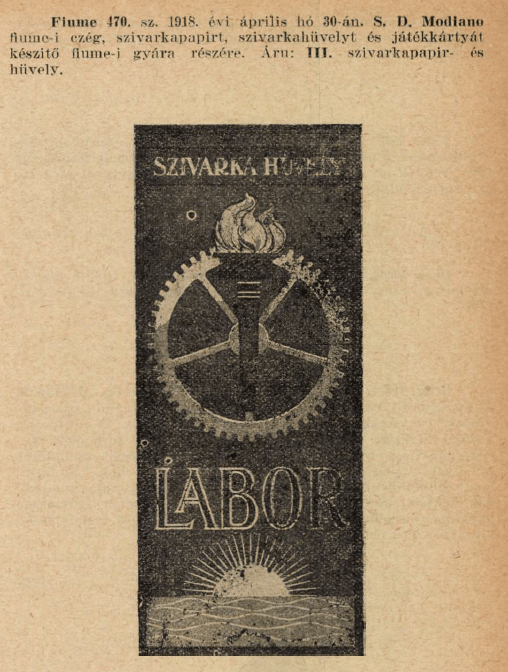 Fiume 470. sz. 1918. évi április hó 30-án. S. D. Modiano
fiume-i czég, szivarkapapirt, szivarkahüvelyt és játékkártyát
készitő fiume-i gyára részére. Áru: III. szivarkapapir- és
hüvely.
SZIVARKA HÜVELY
LABOR